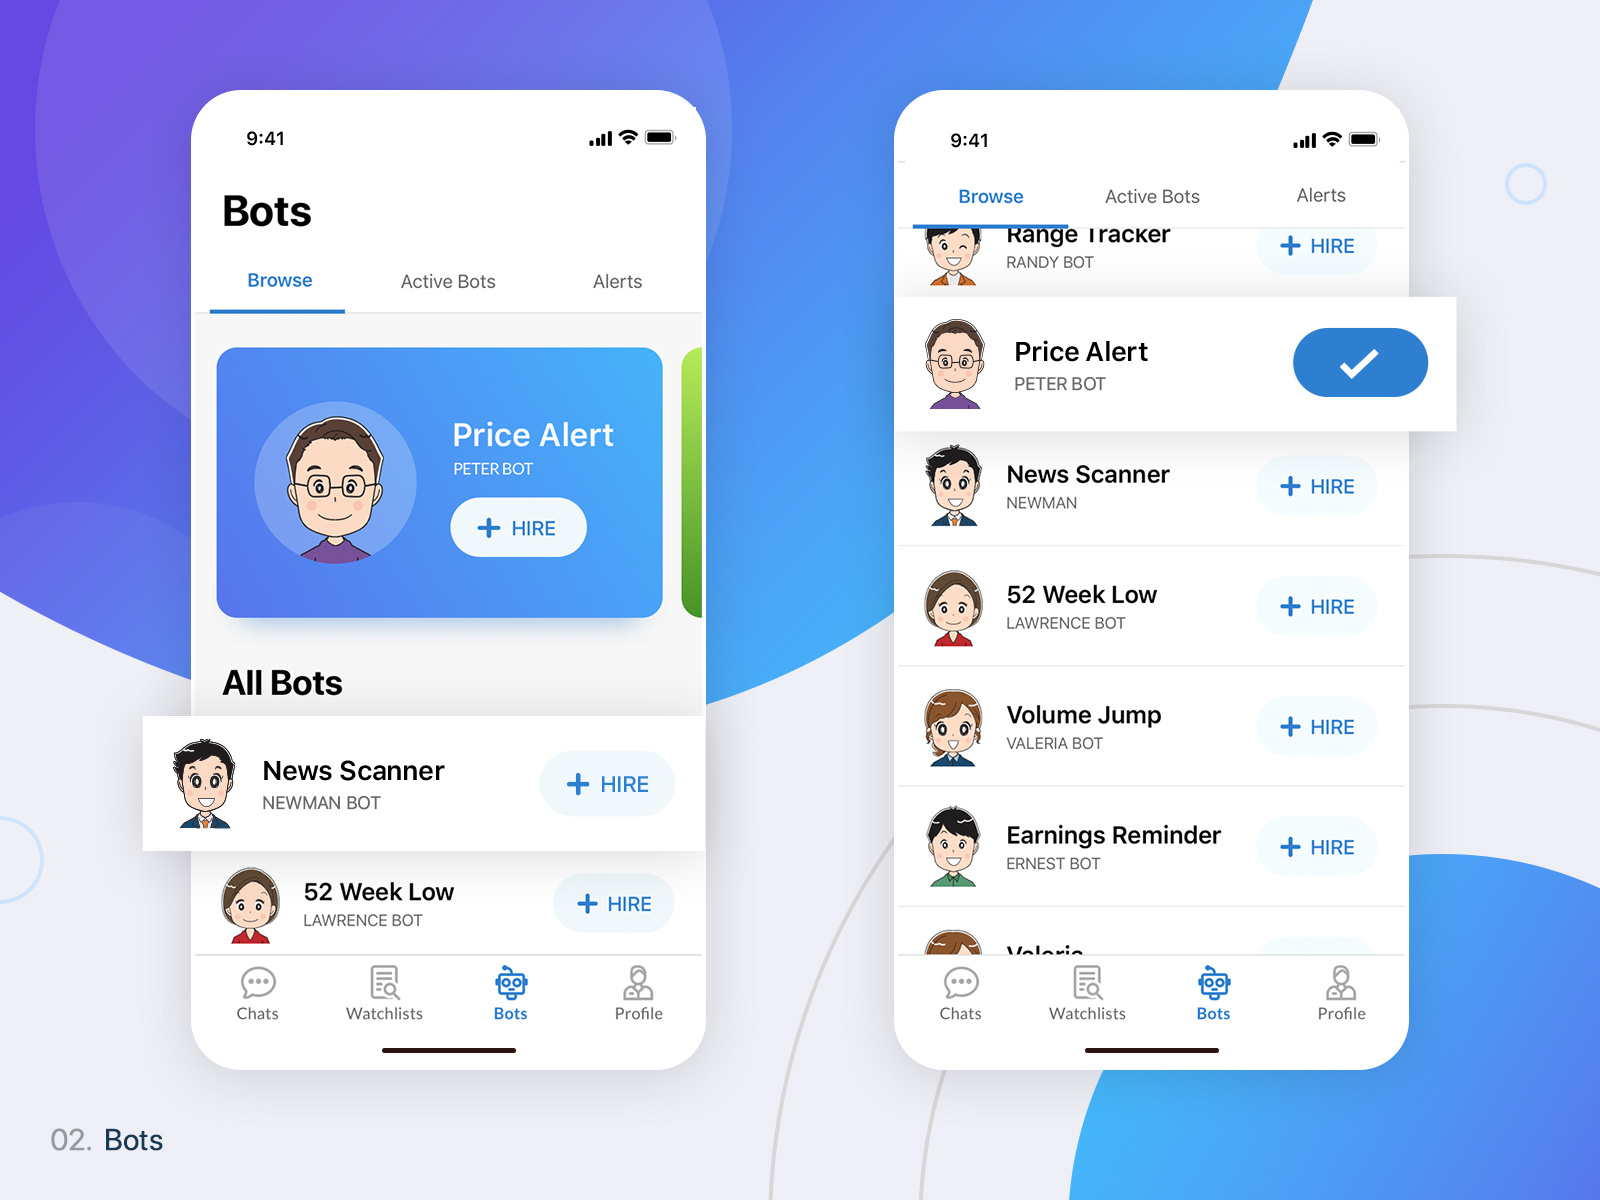 9:41
Bots
Browse
Active Bots
Alerts
Price Alert
PETER BOT
HIRE
All Bots
News Scanner
NEWMAN BOT
HIRE
52 Week Low
LAWRENCE BOT
HIRE
Chats
Watchlists
Bots
Profile
9:41
Browse
Active Bots
Alerts
Range Tracker
RANDY BOT
HIRE
Price Alert
PETER BOT
News Scanner
NEWMAN
HIRE
52 Week Low
LAWRENCE BOT
HIRE
Volume Jump
VALERIA BOT
HIRE
Earnings Reminder
ERNEST BOT
HIRE
Valeria
Chats
Watchlists
Bots
Profile
02. Bots